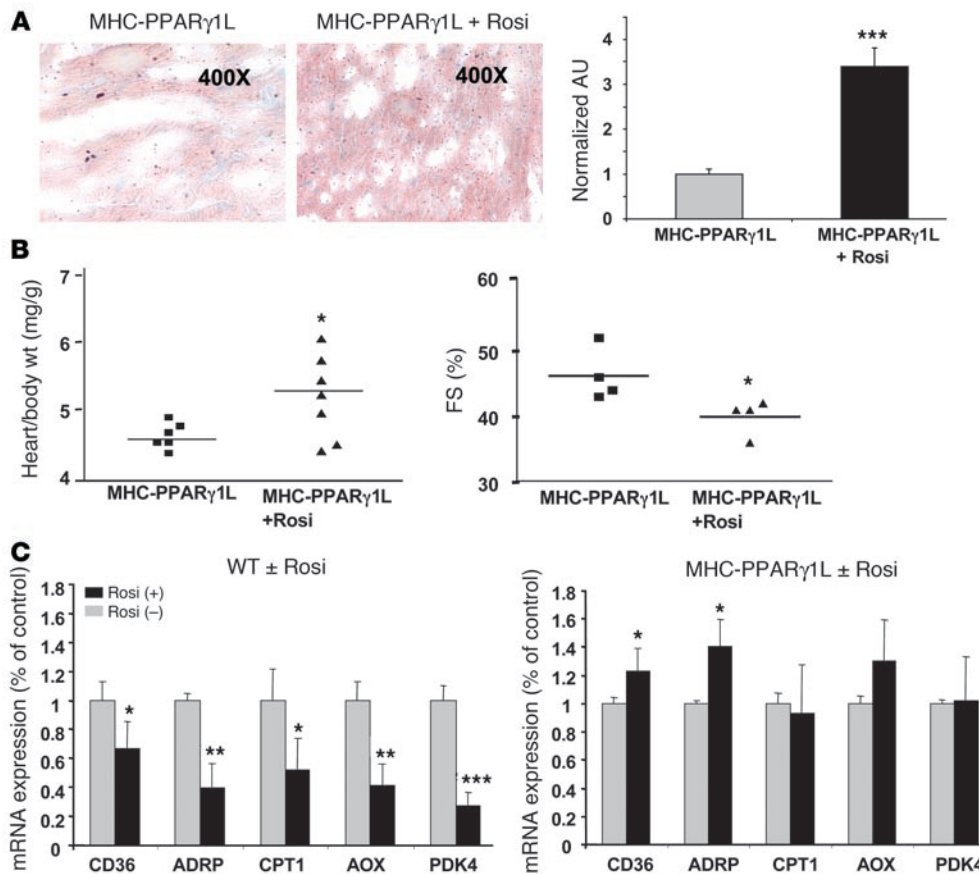 A
MHC-PPARγ1L
MHC-PPARγ1L + Rosi
400X
400X
Normalized AU
4
3
2
1
0
***
MHC-PPARγ1L
MHC-PPARγ1L
+ Rosi
B
Heart/body wt (mg/g)
7
6
5
4
*
MHC-PPARγ1L
MHC-PPARγ1L
+Rosi
FS (%)
60
50
40
30
*
MHC-PPARγ1L
MHC-PPARγ1L
+Rosi
C
WT ± Rosi
mRNA expression (% of control)
1.8
1.6
1.4
1.2
1
0.8
0.6
0.4
0.2
0
Rosi (+)
Rosi (–)
*
**
*
**
***
CD36
ADRP
CPT1
AOX
PDK4
MHC-PPARγ1L ± Rosi
mRNA expression (% of control)
1.8
1.6
1.4
1.2
1
0.8
0.6
0.4
0.2
0
*
*
CD36
ADRP
CPT1
AOX
PDK4